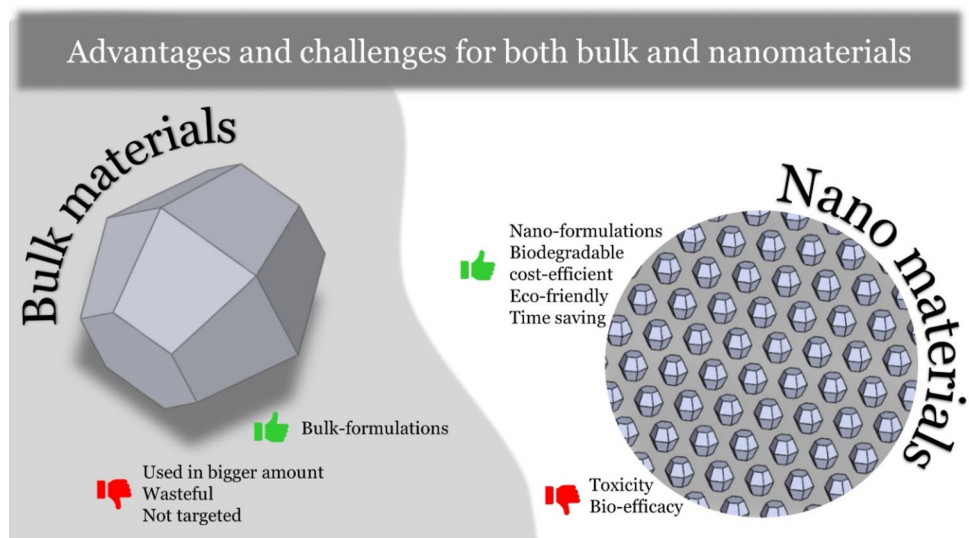 Advantages and challenges for both bulk and nanomaterials
Bulk materials
Bulk-formulations
Used in bigger amount
Wasteful
Not targeted
Nano materials
Nano-formulations
Biodegradable
cost-efficient
Eco-friendly
Time saving
Toxicity
Bio-efficacy